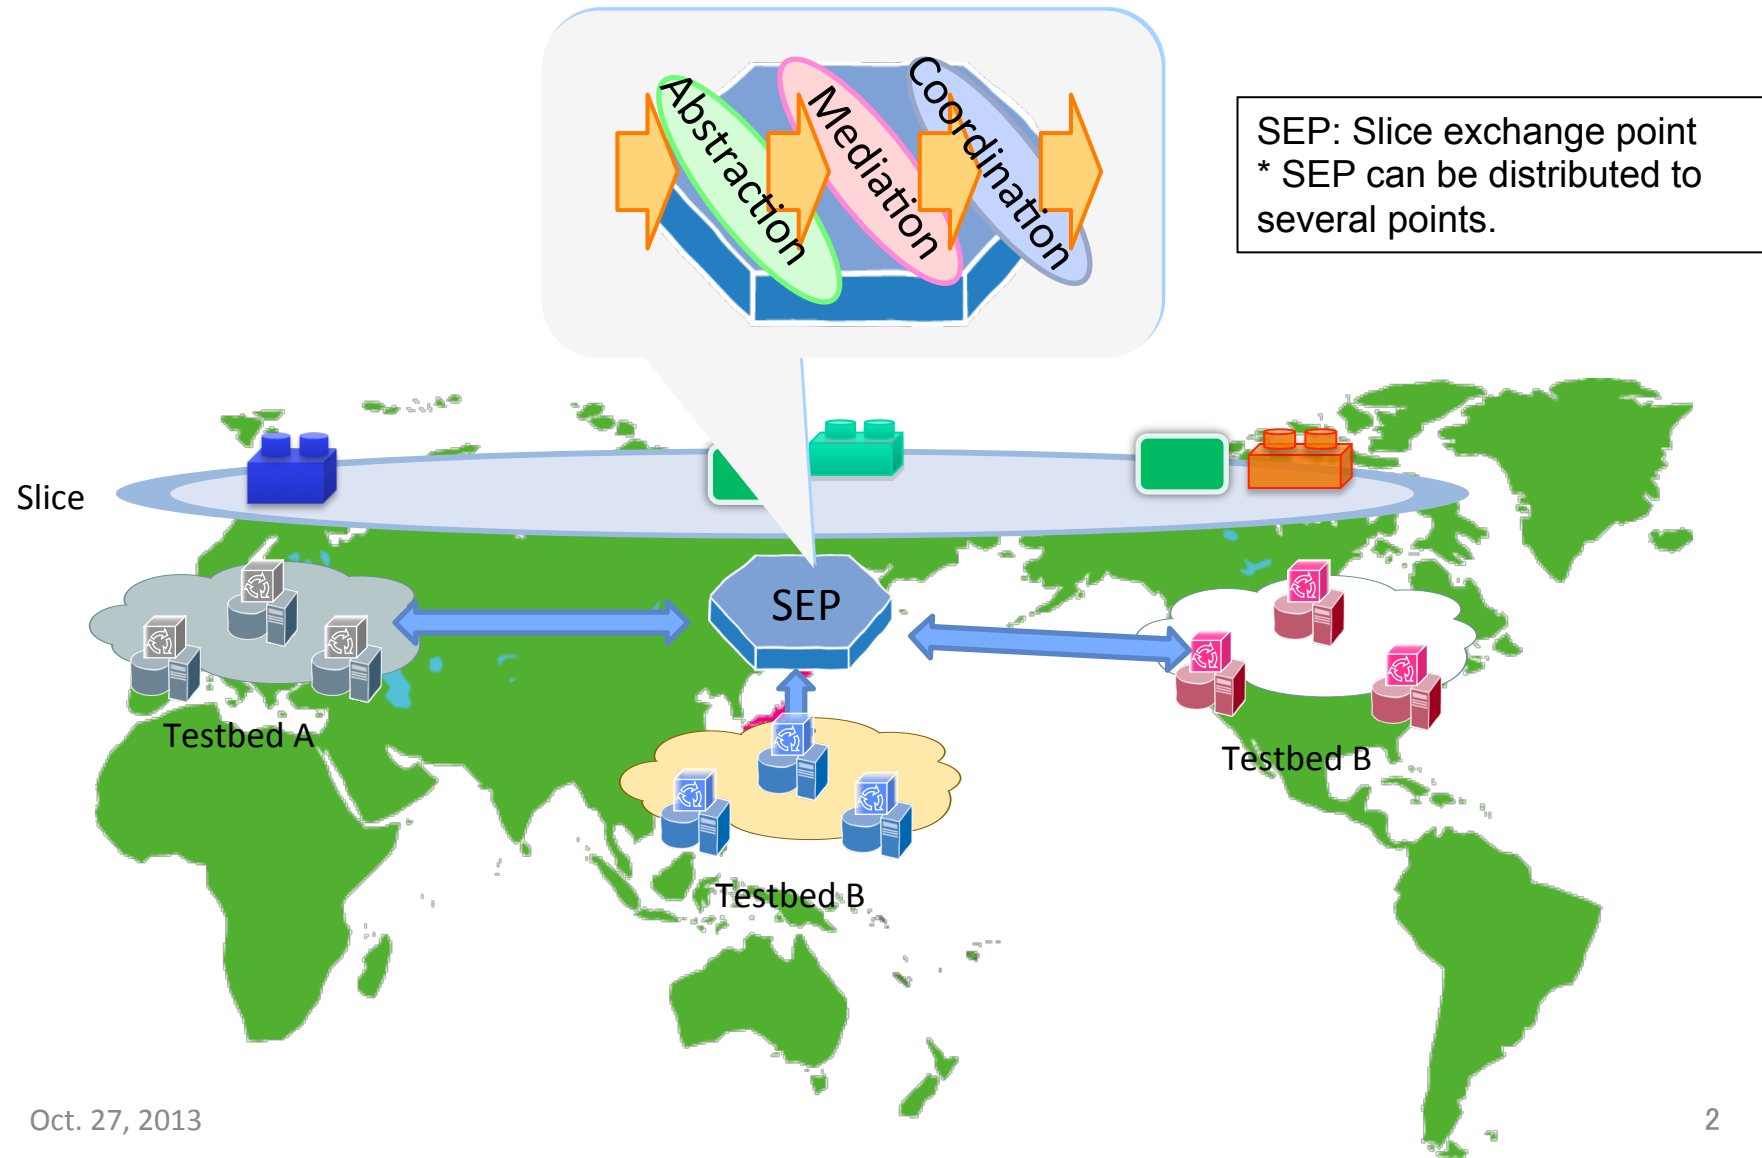 Abstraction
Mediation
Coordination
SEP: Slice exchange point
* SEP can be distributed to
several points.
Slice
SEP
Testbed A
Testbed B
Testbed B
Oct. 27, 2013
2